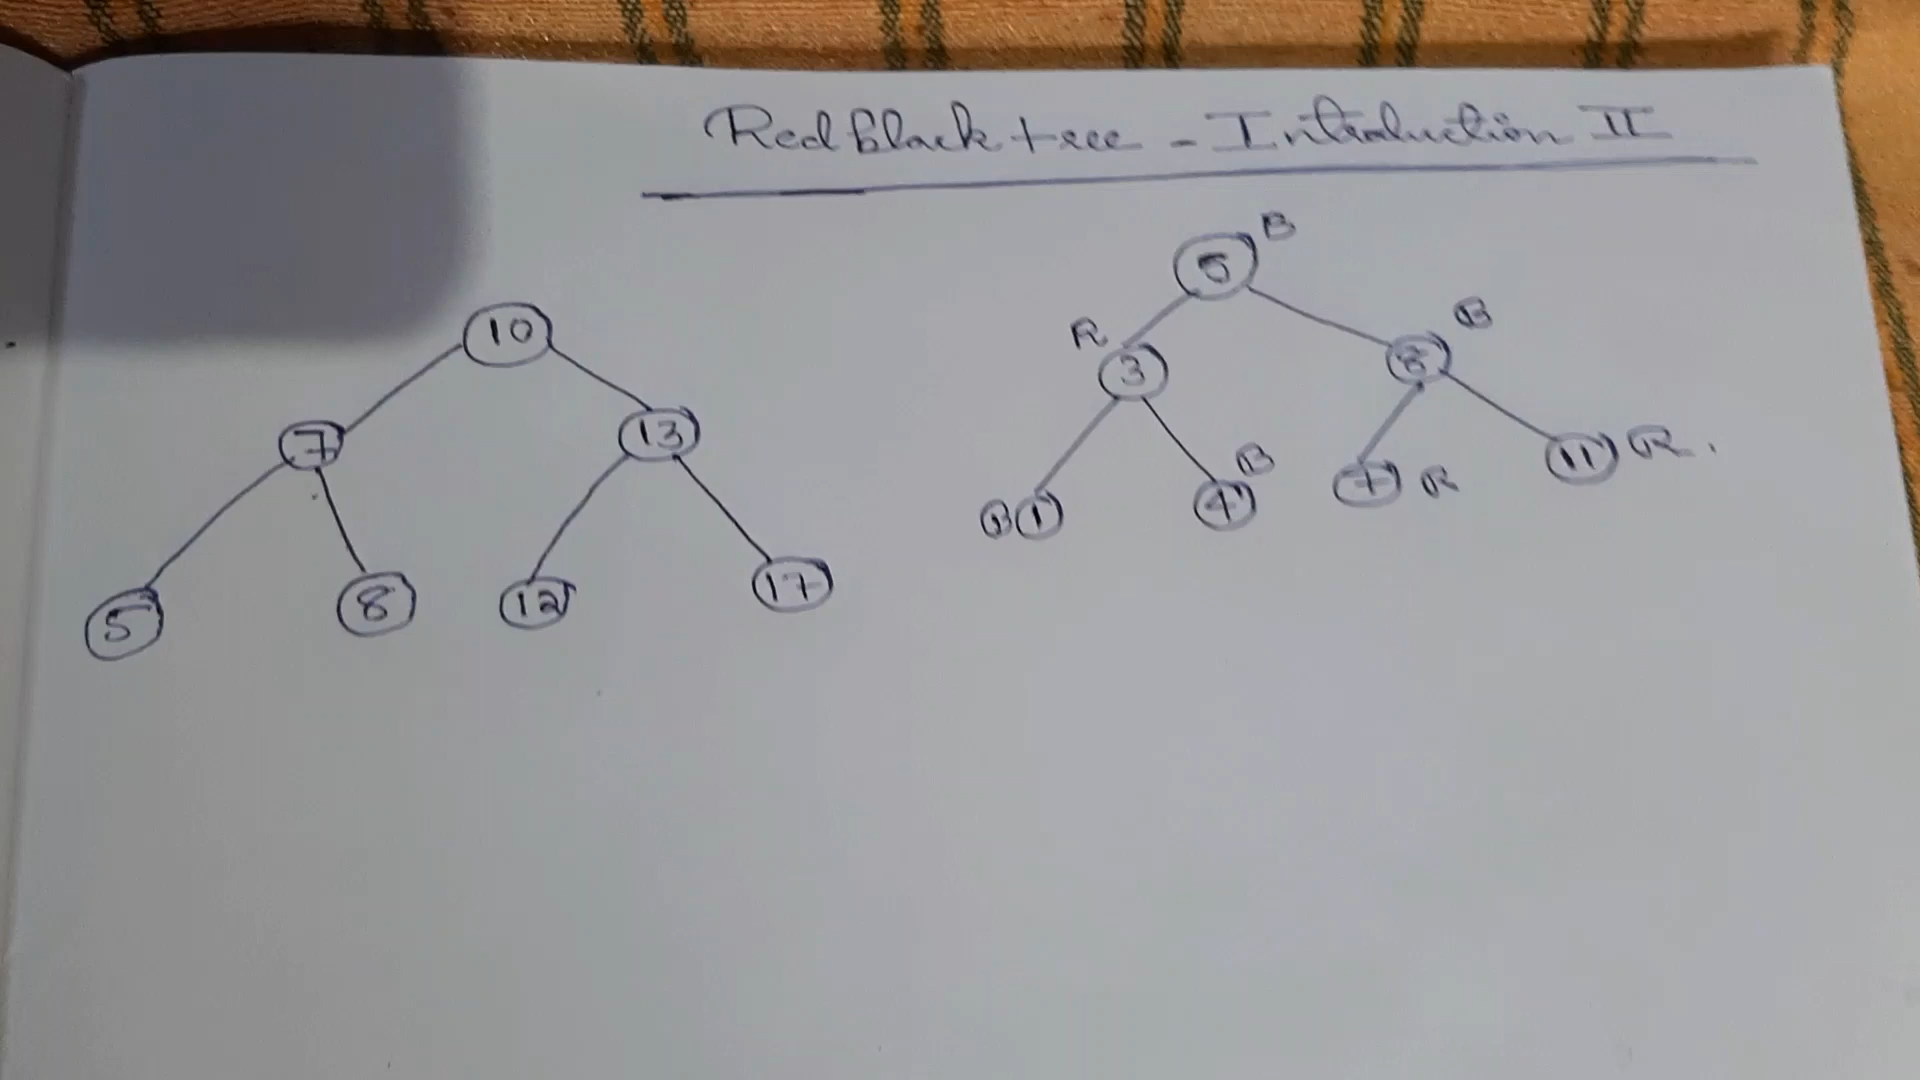 Red black tree - Introduction II
10
7 13
5 8 12 17
5 B
R 3 8 B
B 1 4 B 7 R 11 R.